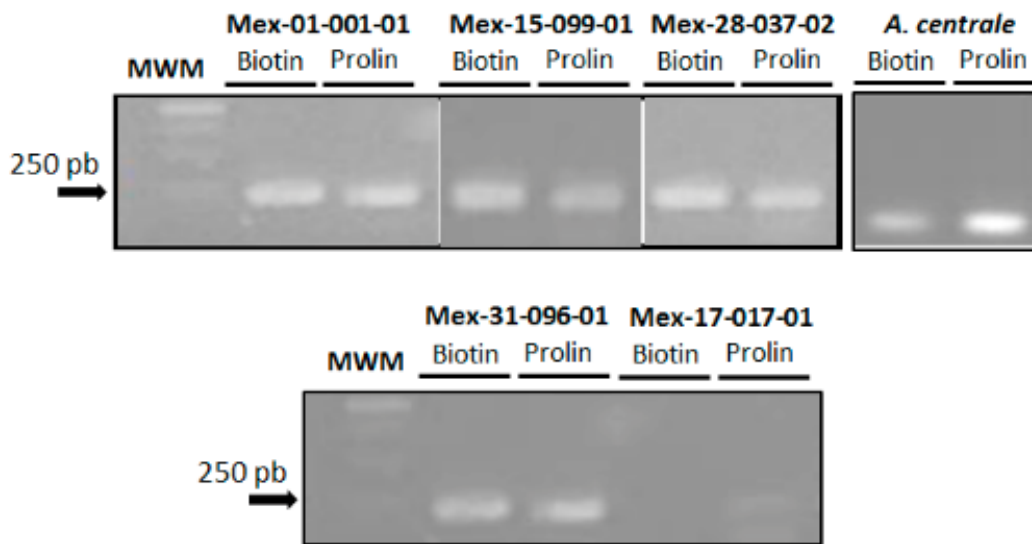 Mex-01-001-01 Mex-15-099-01 Mex-28-037-02 A. centrale
MWM Biotin Prolin Biotin Prolin Biotin Prolin Biotin Prolin
250 pb
Mex-31-096-01 Mex-17-017-01
MWM Biotin Prolin Biotin Prolin
250 pb